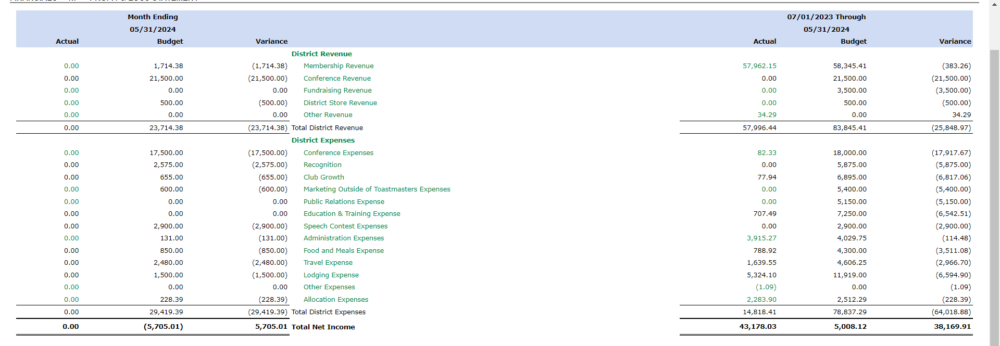 Month Ending 07/01/2023 Through
05/31/2024 05/31/2024
Actual Budget Variance Actual Budget Variance
District Revenue
0.00 1,714.38 (1,714.38) Membership Revenue 57,962.15 58,345.41 (383.26)
0.00 21,500.00 (21,500.00) Conference Revenue 0.00 21,500.00 (21,500.00)
0.00 0.00 0.00 Fundraising Revenue 0.00 3,500.00 (3,500.00)
0.00 500.00 (500.00) District Store Revenue 0.00 500.00 (500.00)
0.00 0.00 0.00 Other Revenue 34.29 0.00 34.29
0.00 23,714.38 (23,714.38) Total District Revenue 57,996.44 83,845.41 (25,848.97)
District Expenses
0.00 17,500.00 (17,500.00) Conference Expenses 82.33 18,000.00 (17,917.67)
0.00 2,575.00 (2,575.00) Recognition 0.00 5,875.00 (5,875.00)
0.00 655.00 (655.00) Club Growth 77.94 6,895.00 (6,817.06)
0.00 600.00 (600.00) Marketing Outside of Toastmasters Expenses 0.00 5,400.00 (5,400.00)
0.00 0.00 0.00 Public Relations Expense 0.00 5,150.00 (5,150.00)
0.00 0.00 0.00 Education & Training Expense 707.49 7,250.00 (6,542.51)
0.00 2,900.00 (2,900.00) Speech Contest Expenses 0.00 2,900.00 (2,900.00)
0.00 131.00 (131.00) Administration Expenses 3,915.27 4,029.75 (114.48)
0.00 850.00 (850.00) Food and Meals Expense 788.92 4,300.00 (3,511.08)
0.00 2,480.00 (2,480.00) Travel Expense 1,639.55 4,606.25 (2,966.70)
0.00 1,500.00 (1,500.00) Lodging Expense 5,324.10 11,919.00 (6,594.90)
0.00 0.00 0.00 Other Expenses (1.09) 0.00 (1.09)
0.00 228.39 (228.39) Allocation Expenses 2,283.90 2,512.29 (228.39)
0.00 29,419.39 (29,419.39) Total District Expenses 14,818.41 78,837.29 (64,018.88)
0.00 (5,705.01) 5,705.01 Total Net Income 43,178.03 5,008.12 38,169.91